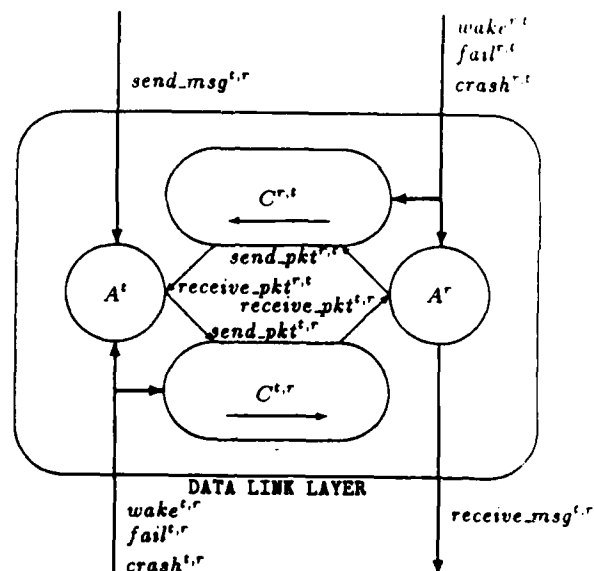 wake^{r,t}
fail^{r,t}
crash^{r,t}
send_msg^{t,r}
C^{r,t}
send_pkt^{r,t}
receive_pkt^{r,t}
A^t
A^r
receive_pkt^{t,r}
send_pkt^{t,r}
C^{t,r}
DATA LINK LAYER
wake^{t,r}
fail^{t,r}
crash^{t,r}
receive_msg^{t,r}